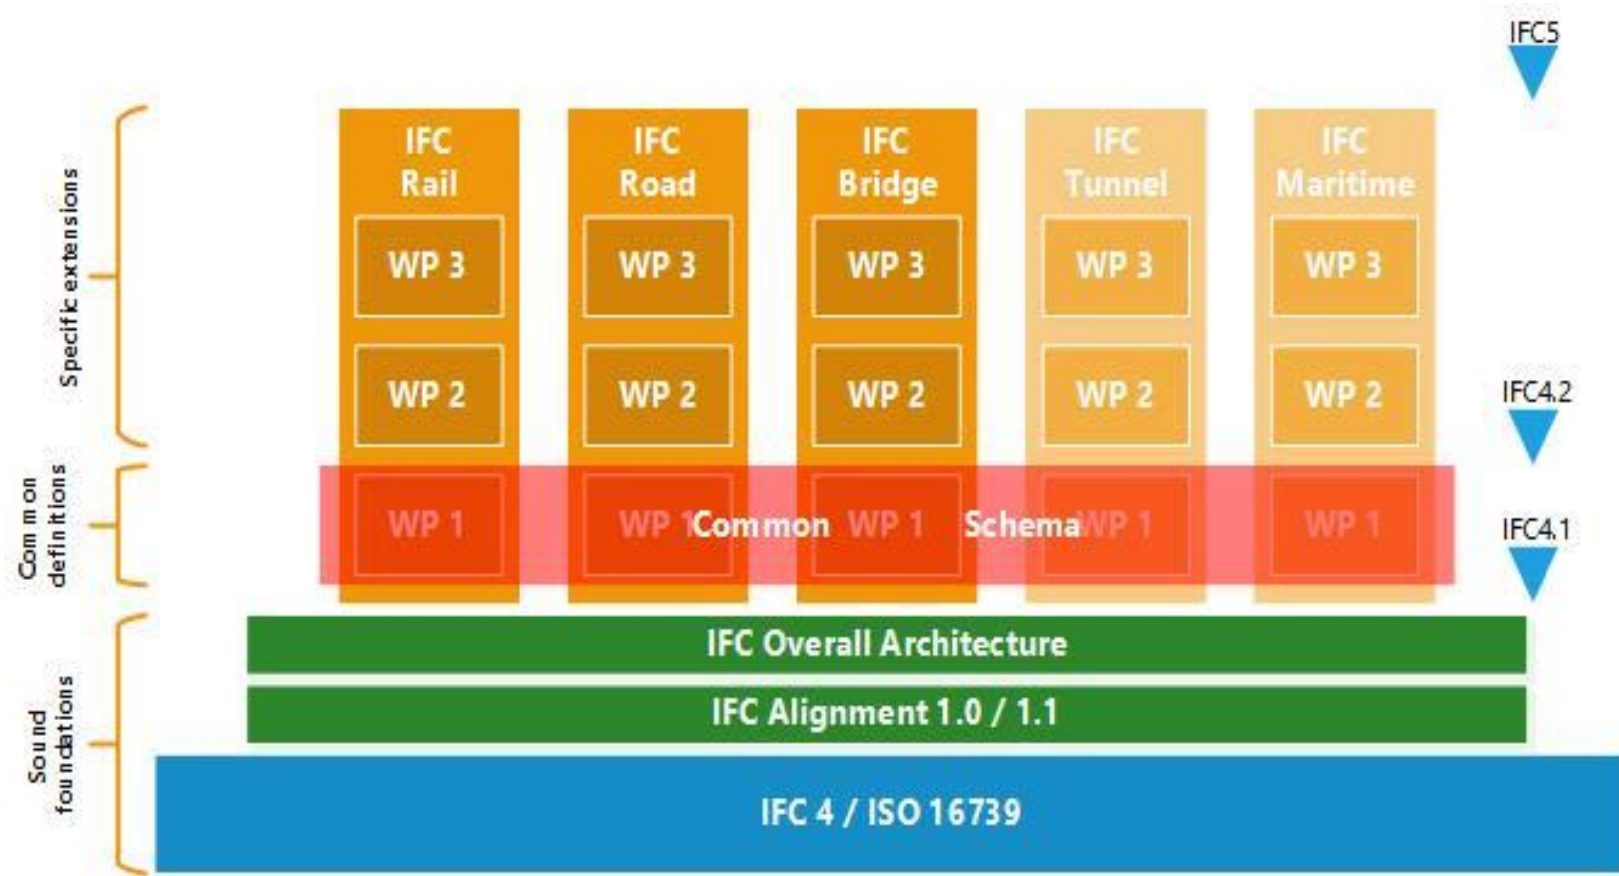 IFC5
IFC
Rail
IFC
Road
IFC
Bridge
IFC
Tunnel
IFC
Maritime
Specific extensions
WP 3
WP 3
WP 3
WP 3
WP 3
WP 2
WP 2
WP 2
WP 2
WP 2
IFC4.2
Common
definitions
WP 1
WP 1
WP 1
WP 1
WP 1
Common Schema
IFC4.1
Sound
foundations
IFC Overall Architecture
IFC Alignment 1.0 / 1.1
IFC 4 / ISO 16739